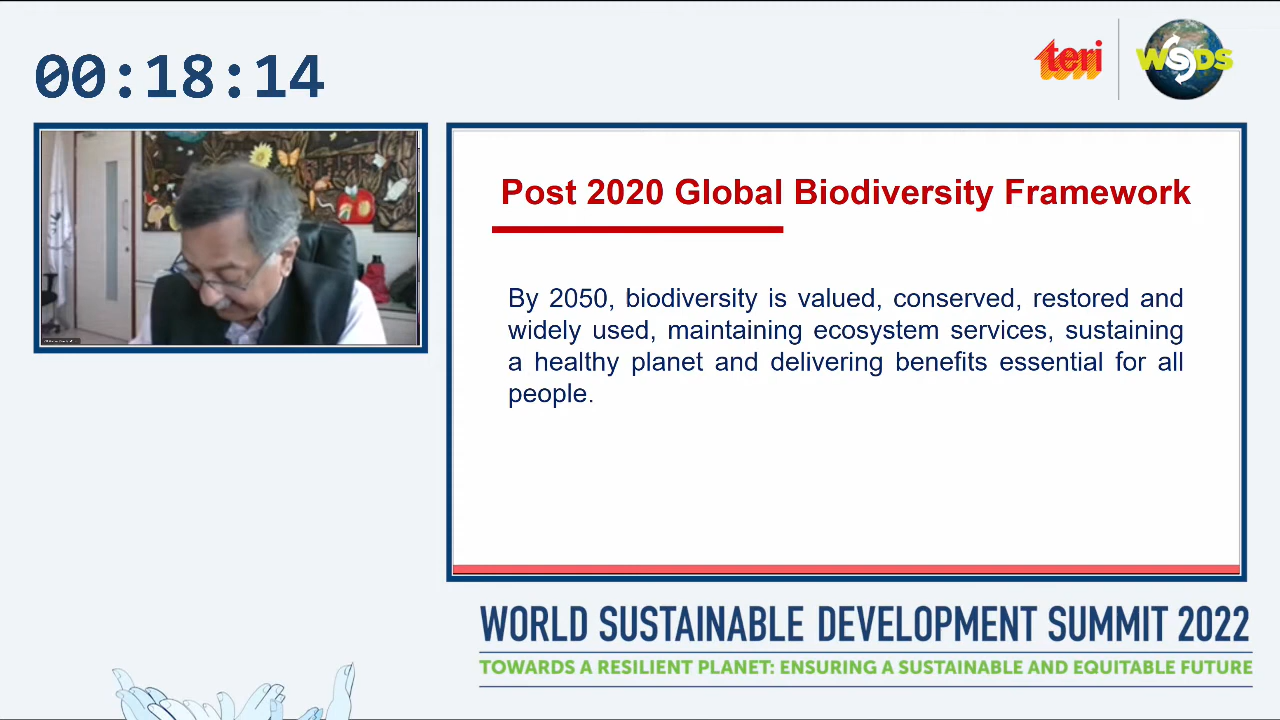 00:18:14
teri
WSDS
Post 2020 Global Biodiversity Framework
By 2050, biodiversity is valued, conserved, restored and
widely used, maintaining ecosystem services, sustaining
a healthy planet and delivering benefits essential for all
people.
WORLD SUSTAINABLE DEVELOPMENT SUMMIT 2022
TOWARDS A RESILIENT PLANET: ENSURING A SUSTAINABLE AND EQUITABLE FUTURE